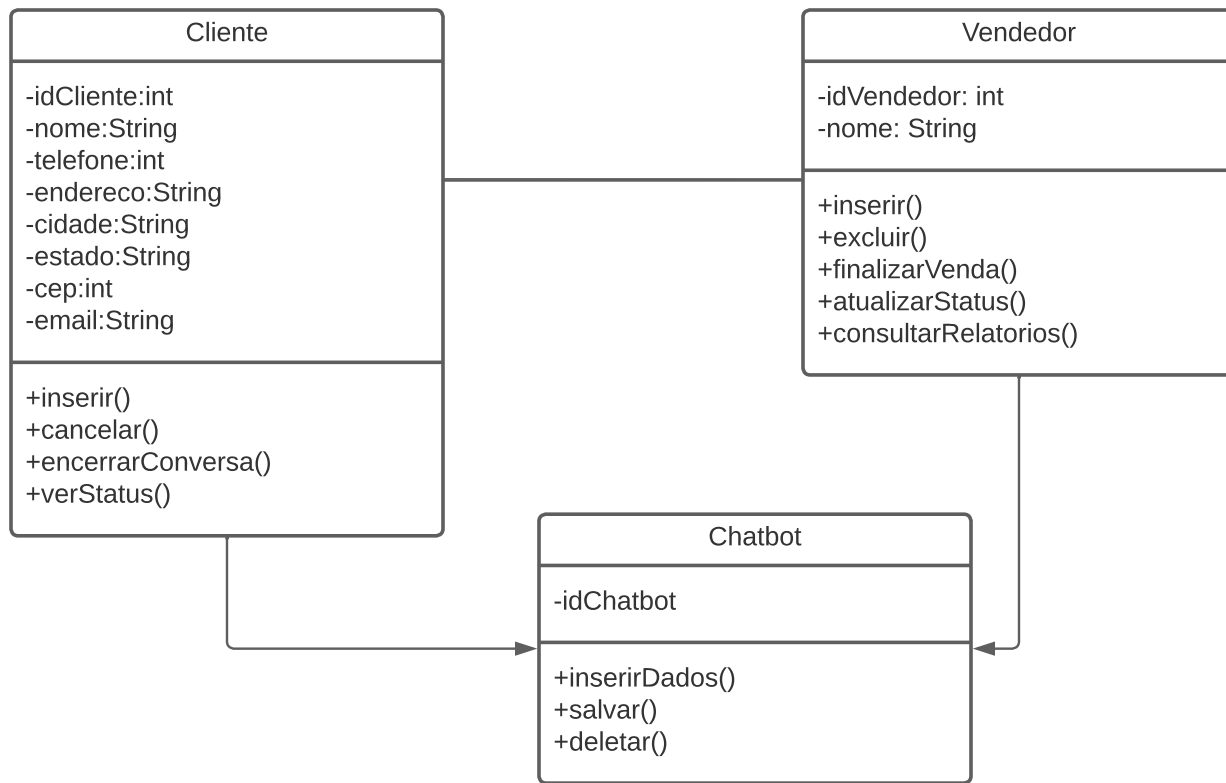 Cliente
-idCliente:int
-nome:String
-telefone:int
-endereco:String
-cidade:String
-estado:String
-cep:int
-email:String
+inserir()
+cancelar()
+encerrarConversa()
+verStatus()
Vendedor
-idVendedor: int
-nome: String
+inserir()
+excluir()
+finalizarVenda()
+atualizarStatus()
+consultarRelatorios()
Chatbot
-idChatbot
+inserirDados()
+salvar()
+deletar()